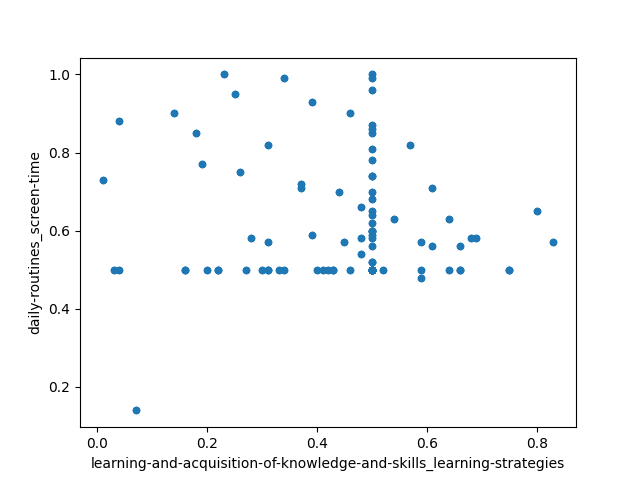 1.0
0.8
0.6
0.4
0.2
daily-routines_screen-time
0.0 0.2 0.4 0.6 0.8
learning-and-acquisition-of-knowledge-and-skills_learning-strategies